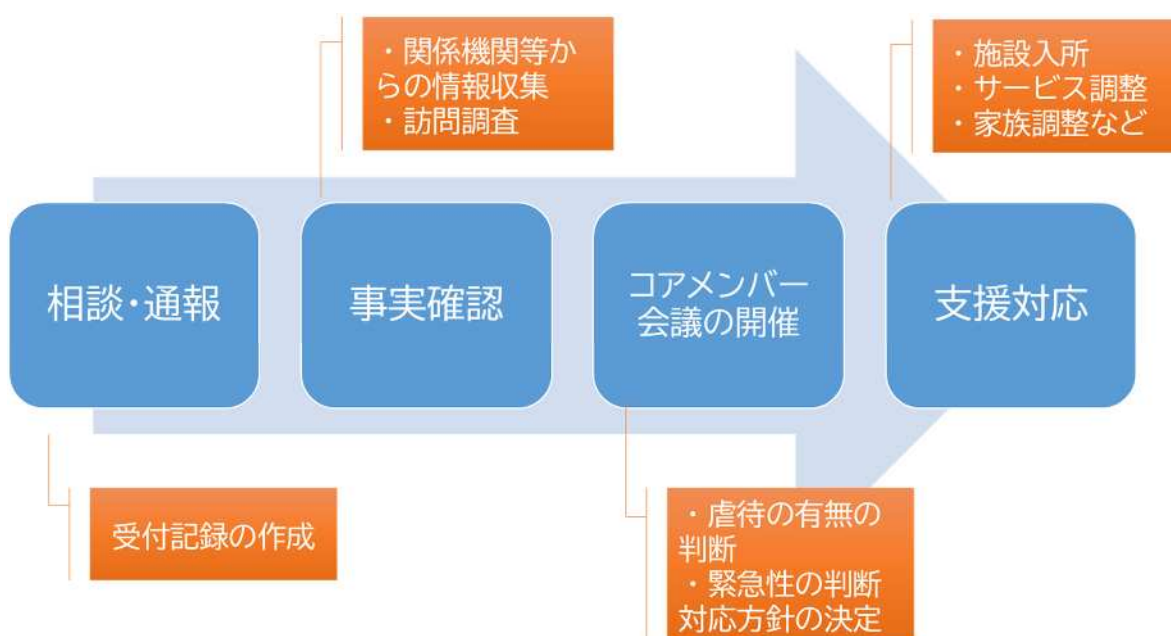 ・関係機関等か
らの情報収集
・訪問調査
・施設入所
・サービス調整
・家族調整など
相談・通報
事実確認
コアメンバー
会議の開催
支援対応
受付記録の作成
・虐待の有無の
判断
・緊急性の判断
対応方針の決定